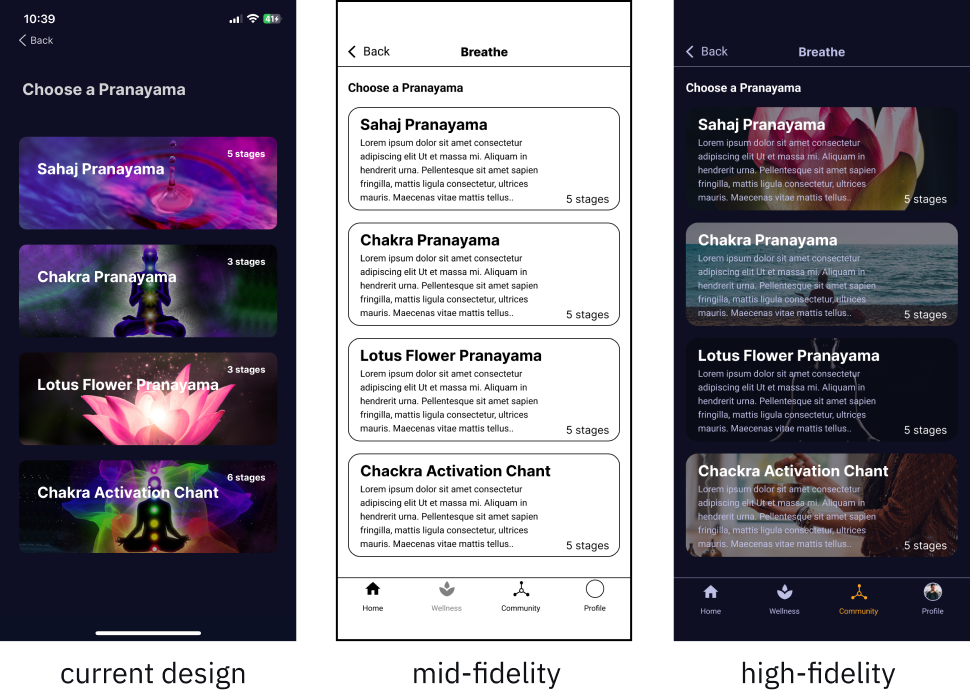 10:39
41
Back
Choose a Pranayama
5 stages
Sahaj Pranayama
3 stages
Chakra Pranayama
3 stages
Lotus Flower Pranayama
6 stages
Chakra Activation Chant
current design
Back
Breathe
Choose a Pranayama
Sahaj Pranayama
Lorem ipsum dolor sit amet consectetur
adipiscing elit Ut et massa mi. Aliquam in
hendrerit urna. Pellentesque sit amet sapien
fringilla, mattis ligula consectetur, ultrices
mauris. Maecenas vitae mattis tellus..
5 stages
Chakra Pranayama
Lorem ipsum dolor sit amet consectetur
adipiscing elit Ut et massa mi. Aliquam in
hendrerit urna. Pellentesque sit amet sapien
fringilla, mattis ligula consectetur, ultrices
mauris. Maecenas vitae mattis tellus..
5 stages
Lotus Flower Pranayama
Lorem ipsum dolor sit amet consectetur
adipiscing elit Ut et massa mi. Aliquam in
hendrerit urna. Pellentesque sit amet sapien
fringilla, mattis ligula consectetur, ultrices
mauris. Maecenas vitae mattis tellus..
5 stages
Chackra Activation Chant
Lorem ipsum dolor sit amet consectetur
adipiscing elit Ut et massa mi. Aliquam in
hendrerit urna. Pellentesque sit amet sapien
fringilla, mattis ligula consectetur, ultrices
mauris. Maecenas vitae mattis tellus..
5 stages
Home Wellness Community Profile
mid-fidelity
Back
Breathe
Choose a Pranayama
Sahaj Pranayama
Lorem ipsum dolor sit amet consectetur
adipiscing elit Ut et massa mi. Aliquam in
hendrerit urna. Pellentesque sit amet sapien
fringilla, mattis ligula consectetur, ultrices
mauris. Maecenas vitae mattis tellus..
5 stages
Chakra Pranayama
Lorem ipsum dolor sit amet consectetur
adipiscing elit Ut et massa mi. Aliquam in
hendrerit urna. Pellentesque sit amet sapien
fringilla, mattis ligula consectetur, ultrices
mauris. Maecenas vitae mattis tellus..
5 stages
Lotus Flower Pranayama
Lorem ipsum dolor sit amet consectetur
adipiscing elit Ut et massa mi. Aliquam in
hendrerit urna. Pellentesque sit amet sapien
fringilla, mattis ligula consectetur, ultrices
mauris. Maecenas vitae mattis tellus..
5 stages
Chackra Activation Chant
Lorem ipsum dolor sit amet consectetur
adipiscing elit Ut et massa mi. Aliquam in
hendrerit urna. Pellentesque sit amet sapien
fringilla, mattis ligula consectetur, ultrices
mauris. Maecenas vitae mattis tellus..
5 stages
Home Wellness Community Profile
high-fidelity